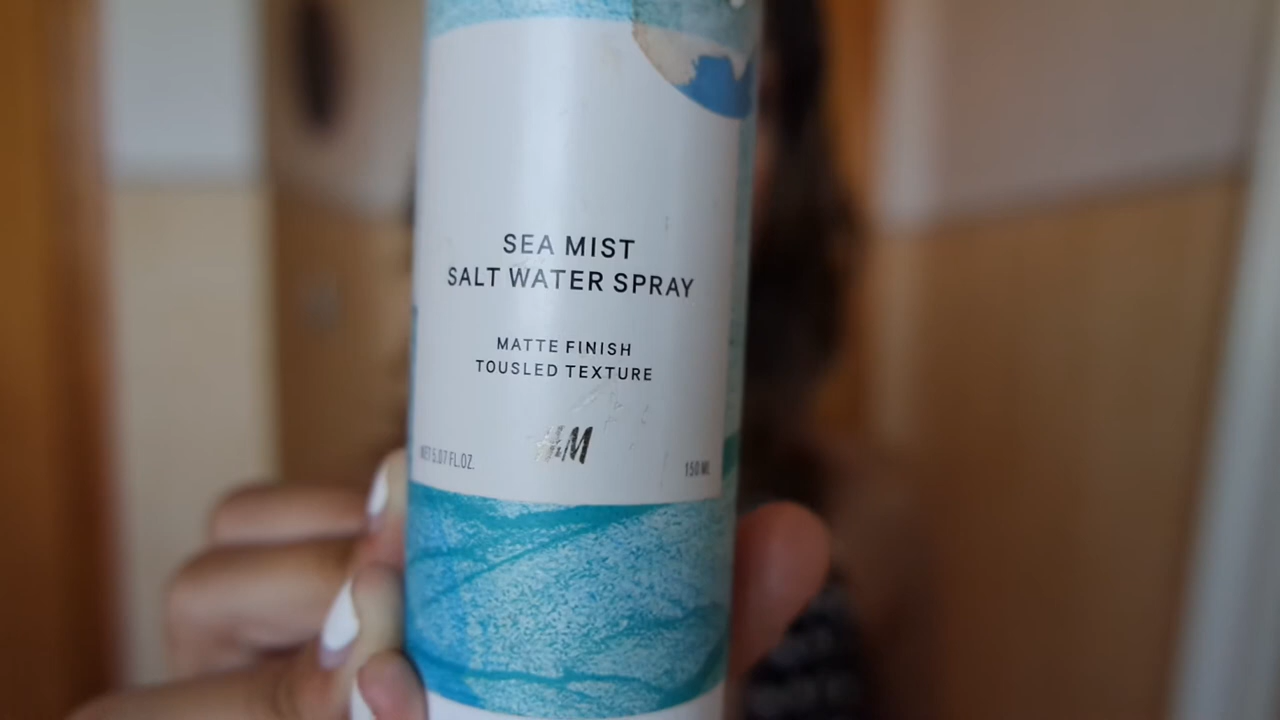 SEA MIST
SALT WATER SPRAY
MATTE FINISH
TOUSLED TEXTURE
H&M
NET 5.07 FL.OZ. 150 ML